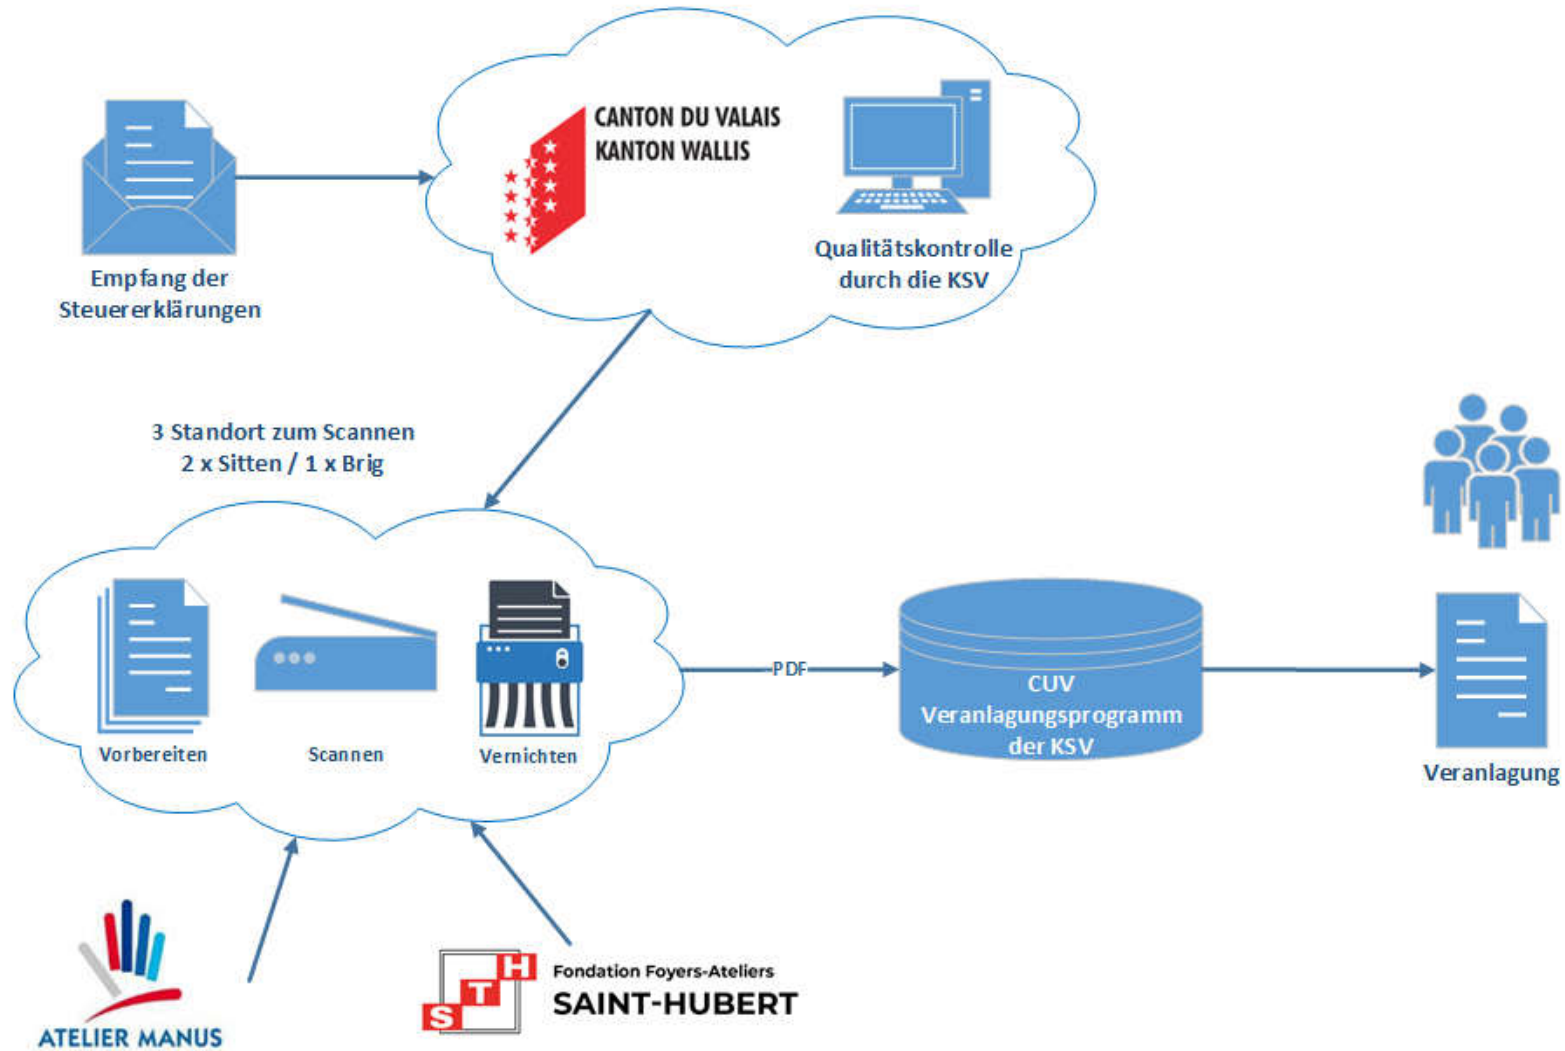 CANTON DU VALAIS
KANTON WALLIS
Qualitätskontrolle
durch die KSV
Empfang der
Steuererklärungen
3 Standort zum Scannen
2 x Sitten / 1 x Brig
Vorbereiten
Scannen
Vernichten
PDF
CUV
Veranlagungsprogramm
der KSV
Veranlagung
ATELIER MANUS
STH
Fondation Foyers-Ateliers
SAINT-HUBERT